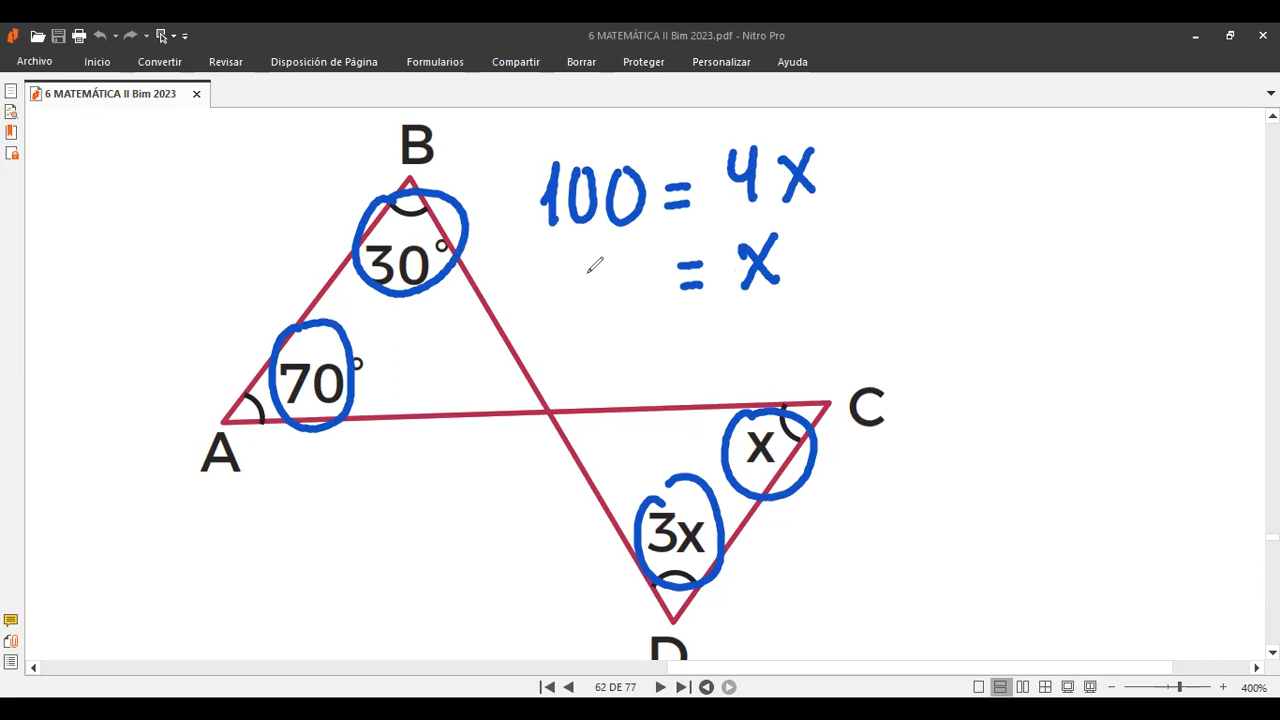 6 MATEMÁTICA II Bim 2023.pdf - Nitro Pro
Archivo Inicio Convertir Revisar Disposición de Página Formularios Compartir Borrar Proteger Personalizar Ayuda
6 MATEMÁTICA II Bim 2023
B
100 = 4x
30°
= x
70°
A
C
x
3x
D
62 DE 77
400%